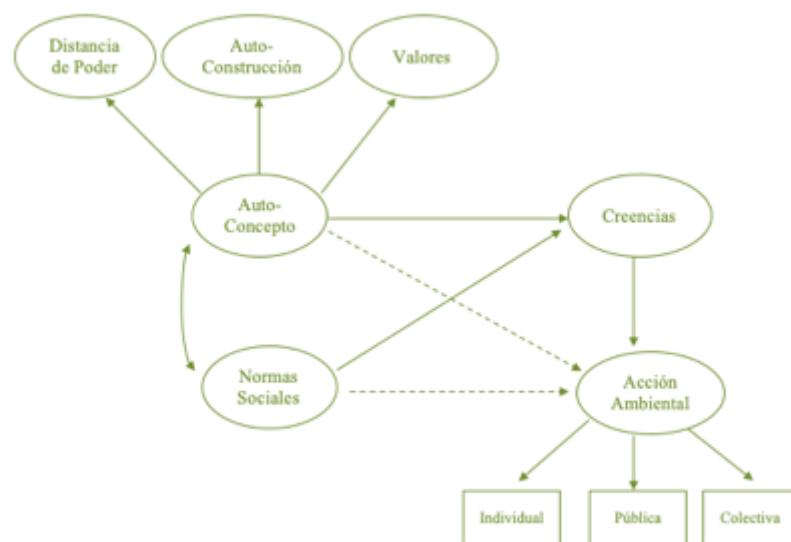 Distancia
de Poder
Auto-
Construcción
Valores
Auto-
Concepto
Creencias
Normas
Sociales
Acción
Ambiental
Individual
Pública
Colectiva